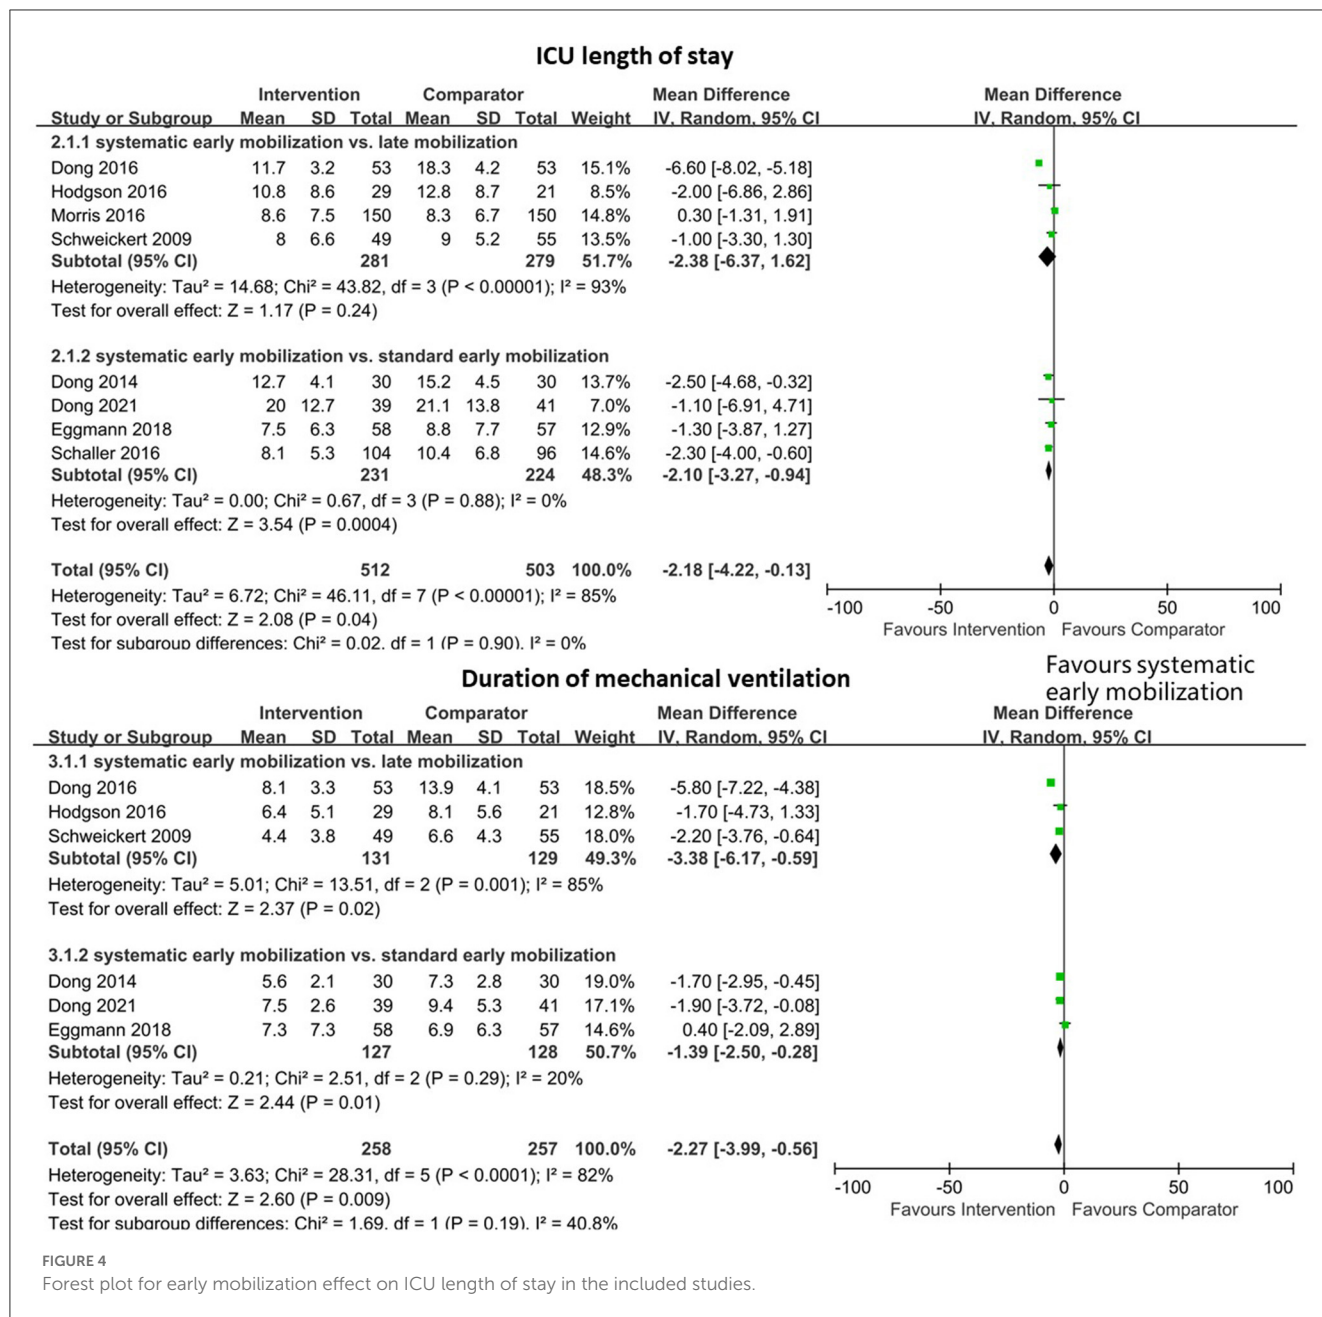 ICU length of stay
Intervention Comparator Mean Difference Mean Difference
Study or Subgroup Mean SD Total Mean SD Total Weight IV, Random, 95% CI IV, Random, 95% CI
2.1.1 systematic early mobilization vs. late mobilization
Dong 2016 11.7 3.2 53 18.3 4.2 53 15.1% -6.60 [-8.02, -5.18]
Hodgson 2016 10.8 8.6 29 12.8 8.7 21 8.5% -2.00 [-6.86, 2.86]
Morris 2016 8.6 7.5 150 8.3 6.7 150 14.8% 0.30 [-1.31, 1.91]
Schweickert 2009 8 6.6 49 9 5.2 55 13.5% -1.00 [-3.30, 1.30]
Subtotal (95% CI) 281 279 51.7% -2.38 [-6.37, 1.62]
Heterogeneity: Tau² = 14.68; Chi² = 43.82, df = 3 (P < 0.00001); I² = 93%
Test for overall effect: Z = 1.17 (P = 0.24)
2.1.2 systematic early mobilization vs. standard early mobilization
Dong 2014 12.7 4.1 30 15.2 4.5 30 13.7% -2.50 [-4.68, -0.32]
Dong 2021 20 12.7 39 21.1 13.8 41 7.0% -1.10 [-6.91, 4.71]
Eggmann 2018 7.5 6.3 58 8.8 7.7 57 12.9% -1.30 [-3.87, 1.27]
Schaller 2016 8.1 5.3 104 10.4 6.8 96 14.6% -2.30 [-4.00, -0.60]
Subtotal (95% CI) 231 224 48.3% -2.10 [-3.27, -0.94]
Heterogeneity: Tau² = 0.00; Chi² = 0.67, df = 3 (P = 0.88); I² = 0%
Test for overall effect: Z = 3.54 (P = 0.0004)
Total (95% CI) 512 503 100.0% -2.18 [-4.22, -0.13]
Heterogeneity: Tau² = 6.72; Chi² = 46.11, df = 7 (P < 0.00001); I² = 85%
Test for overall effect: Z = 2.08 (P = 0.04)
Test for subgroup differences: Chi² = 0.02, df = 1 (P = 0.90), I² = 0%
-100 -50 0 50 100
Favours Intervention Favours Comparator
Favours systematic
early mobilization
Duration of mechanical ventilation
Intervention Comparator Mean Difference Mean Difference
Study or Subgroup Mean SD Total Mean SD Total Weight IV, Random, 95% CI IV, Random, 95% CI
3.1.1 systematic early mobilization vs. late mobilization
Dong 2016 8.1 3.3 53 13.9 4.1 53 18.5% -5.80 [-7.22, -4.38]
Hodgson 2016 6.4 5.1 29 8.1 5.6 21 12.8% -1.70 [-4.73, 1.33]
Schweickert 2009 4.4 3.8 49 6.6 4.3 55 18.0% -2.20 [-3.76, -0.64]
Subtotal (95% CI) 131 129 49.3% -3.38 [-6.17, -0.59]
Heterogeneity: Tau² = 5.01; Chi² = 13.51, df = 2 (P = 0.001); I² = 85%
Test for overall effect: Z = 2.37 (P = 0.02)
3.1.2 systematic early mobilization vs. standard early mobilization
Dong 2014 5.6 2.1 30 7.3 2.8 30 19.0% -1.70 [-2.95, -0.45]
Dong 2021 7.5 2.6 39 9.4 5.3 41 17.1% -1.90 [-3.72, -0.08]
Eggmann 2018 7.3 7.3 58 6.9 6.3 57 14.6% 0.40 [-2.09, 2.89]
Subtotal (95% CI) 127 128 50.7% -1.39 [-2.50, -0.28]
Heterogeneity: Tau² = 0.21; Chi² = 2.51, df = 2 (P = 0.29); I² = 20%
Test for overall effect: Z = 2.44 (P = 0.01)
Total (95% CI) 258 257 100.0% -2.27 [-3.99, -0.56]
Heterogeneity: Tau² = 3.63; Chi² = 28.31, df = 5 (P < 0.0001); I² = 82%
Test for overall effect: Z = 2.60 (P = 0.009)
Test for subgroup differences: Chi² = 1.69, df = 1 (P = 0.19), I² = 40.8%
-100 -50 0 50 100
Favours Intervention Favours Comparator
FIGURE 4
Forest plot for early mobilization effect on ICU length of stay in the included studies.